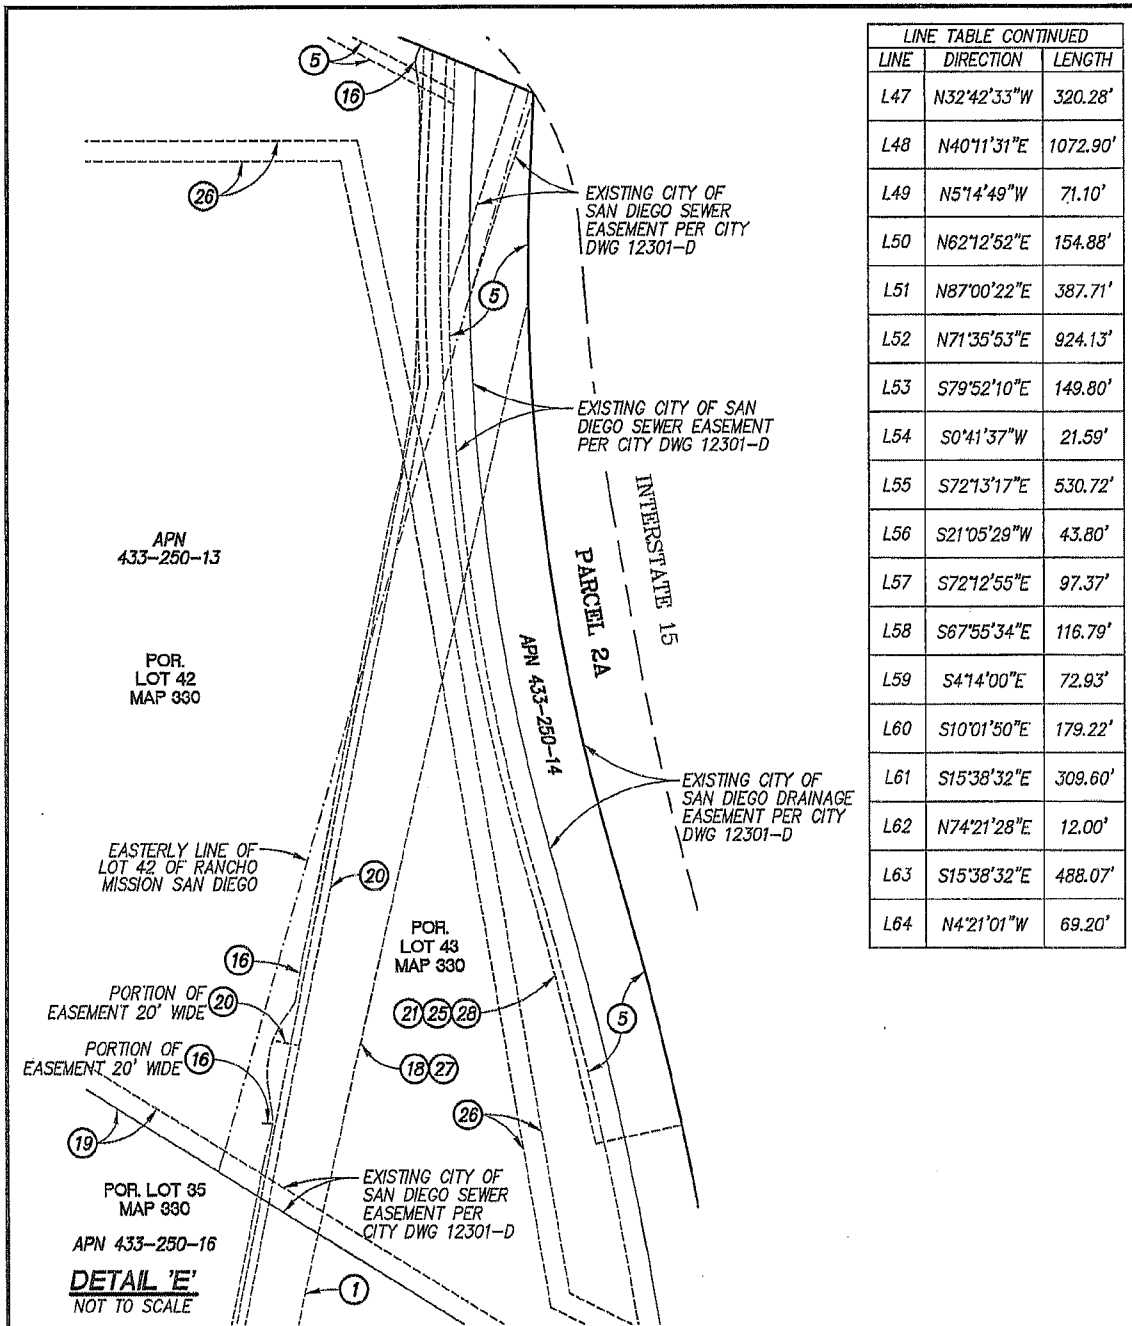 5
16
26
EXISTING CITY OF
SAN DIEGO SEWER
EASEMENT PER CITY
DWG 12301-D
5
EXISTING CITY OF SAN
DIEGO SEWER EASEMENT
PER CITY DWG 12301-D
INTERSTATE 15
PARCEL 2A
APN 433-250-14
APN
433-250-13
POR.
LOT 42
MAP 330
EXISTING CITY OF
SAN DIEGO DRAINAGE
EASEMENT PER CITY
DWG 12301-D
EASTERLY LINE OF
LOT 42 OF RANCHO
MISSION SAN DIEGO
20
POR.
LOT 43
MAP 330
16
PORTION OF
EASEMENT 20' WIDE 20
21 25 28
5
PORTION OF
EASEMENT 20' WIDE 16
18 27
26
19
POR. LOT 35
MAP 330
APN 433-250-16
EXISTING CITY OF
SAN DIEGO SEWER
EASEMENT PER
CITY DWG 12301-D
1
DETAIL 'E'
NOT TO SCALE
LINE TABLE CONTINUED
LINE DIRECTION LENGTH
L47 N32°42'33"W 320.28'
L48 N40°11'31"E 1072.90'
L49 N5°14'49"W 71.10'
L50 N62°12'52"E 154.88'
L51 N87°00'22"E 387.71'
L52 N71°35'53"E 924.13'
L53 S79°52'10"E 149.80'
L54 S0°41'37"W 21.59'
L55 S72°13'17"E 530.72'
L56 S21°05'29"W 43.80'
L57 S72°12'55"E 97.37'
L58 S67°55'34"E 116.79'
L59 S4°14'00"E 72.93'
L60 S10°01'50"E 179.22'
L61 S15°38'32"E 309.60'
L62 N74°21'28"E 12.00'
L63 S15°38'32"E 488.07'
L64 N4°21'01"W 69.20'